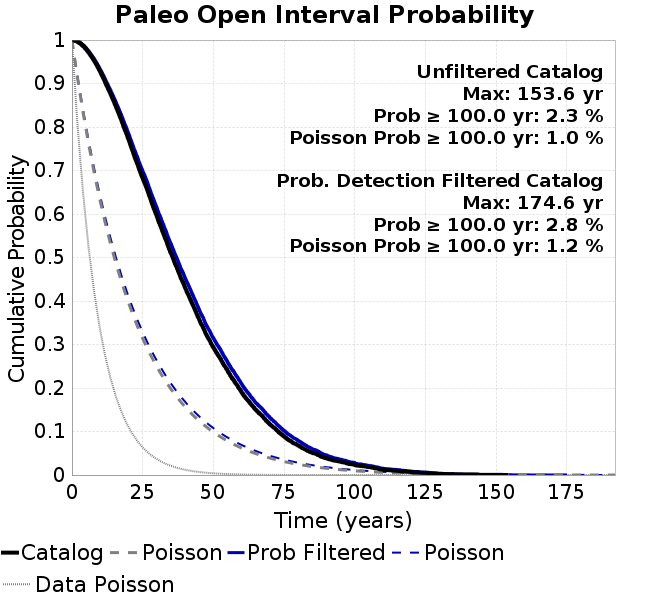 Paleo Open Interval Probability
1
0.9
0.8
0.7
0.6
0.5
0.4
0.3
0.2
0.1
0
Cumulative Probability
Unfiltered Catalog
Max: 153.6 yr
Prob ≥ 100.0 yr: 2.3 %
Poisson Prob ≥ 100.0 yr: 1.0 %
Prob. Detection Filtered Catalog
Max: 174.6 yr
Prob ≥ 100.0 yr: 2.8 %
Poisson Prob ≥ 100.0 yr: 1.2 %
0 25 50 75 100 125 150 175
Time (years)
Catalog Poisson Prob Filtered Poisson
Data Poisson